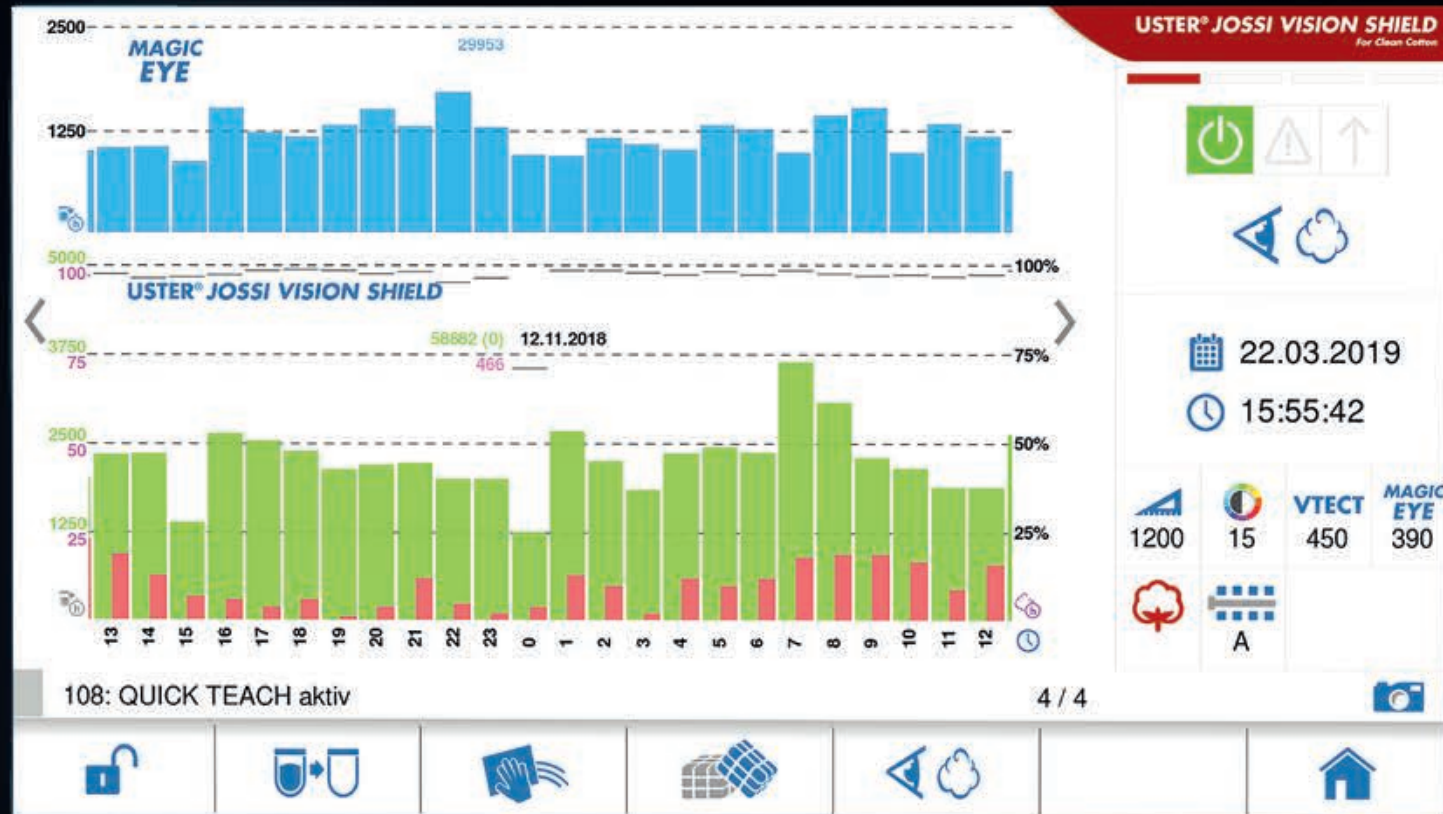 2500
MAGIC EYE
29953
1250
h
5000
100
100%
USTER® JOSSI VISION SHIELD
58882 (0) 12.11.2018
466
3750
75
75%
2500
50
50%
1250
25
25%
h
h
13 14 15 16 17 18 19 20 21 22 23 0 1 2 3 4 5 6 7 8 9 10 11 12
USTER® JOSSI VISION SHIELD
For Clean Cotton
22.03.2019
15:55:42
1200
15
VTECT
450
MAGIC EYE
390
A
108: QUICK TEACH aktiv
4 / 4